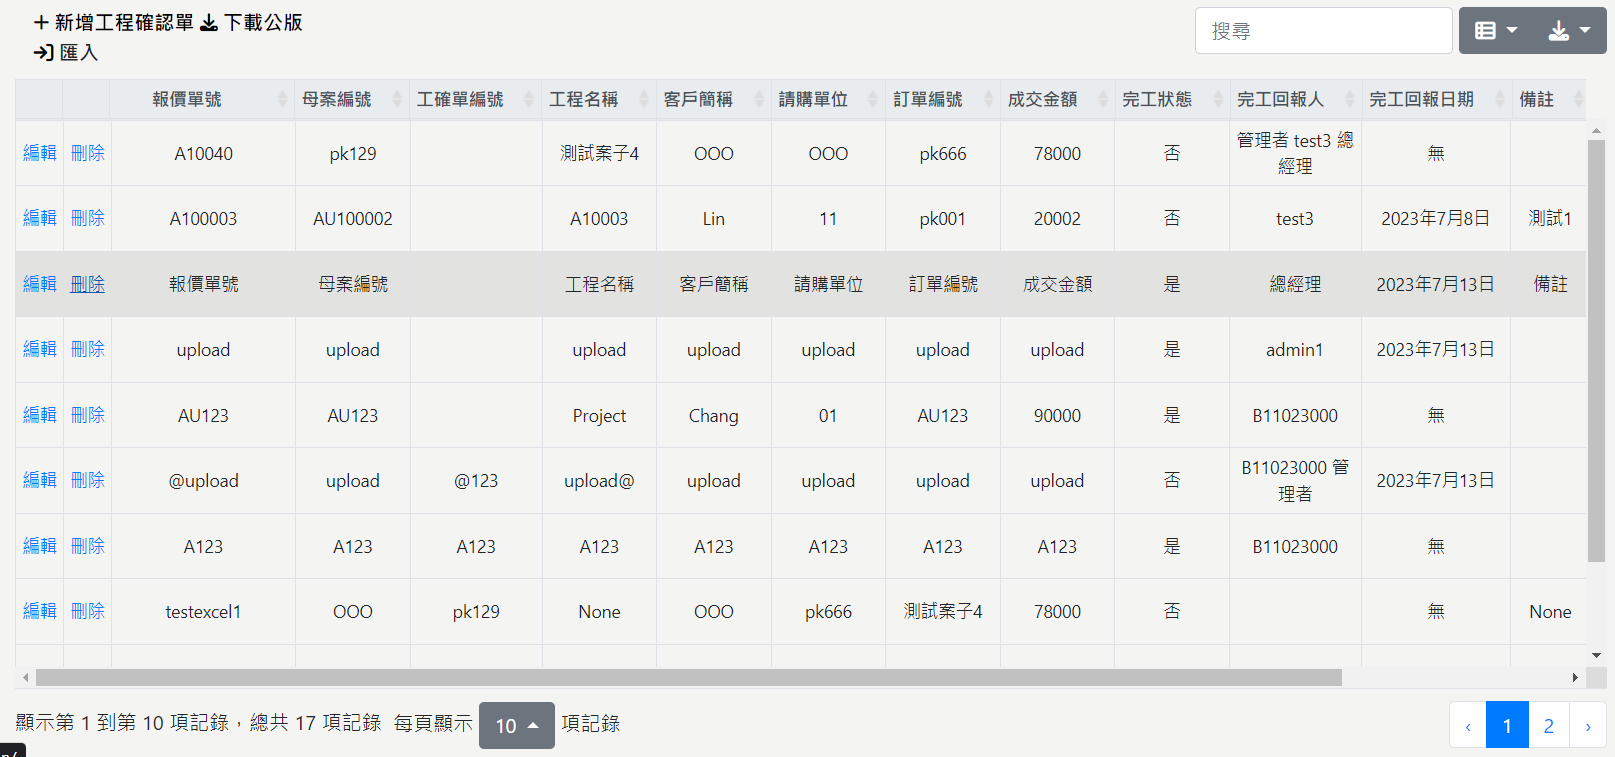 新增工程確認單 下載公版
匯入
搜尋
報價單號 母案編號 工確單編號 工程名稱 客戶簡稱 請購單位 訂單編號 成交金額 完工狀態 完工回報人 完工回報日期 備註
編輯 刪除 A10040 pk129 測試案子4 OOO OOO pk666 78000 否 管理者 test3 總 無
經理
編輯 刪除 A100003 AU100002 A10003 Lin 11 pk001 20002 否 test3 2023年7月8日 測試1
編輯 刪除 報價單號 母案編號 工程名稱 客戶簡稱 請購單位 訂單編號 成交金額 是 總經理 2023年7月13日 備註
編輯 刪除 upload upload upload upload upload upload upload 是 admin1 2023年7月13日
編輯 刪除 AU123 AU123 Project Chang 01 AU123 90000 是 B11023000 無
編輯 刪除 @upload upload @123 upload@ upload upload upload upload 否 B11023000 管 2023年7月13日
理者
編輯 刪除 A123 A123 A123 A123 A123 A123 A123 A123 是 B11023000 無
編輯 刪除 testexcel1 OOO pk129 None OOO pk666 測試案子4 78000 否 無 None
顯示第 1 到第 10 項記錄，總共 17 項記錄 每頁顯示 10 項記錄
‹ 1 2 ›